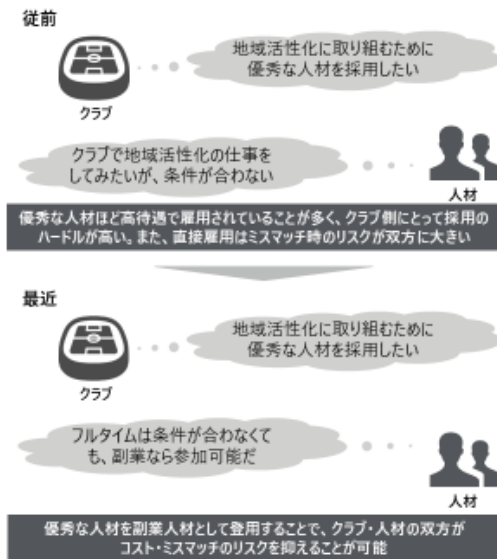 従前
地域活性化に取り組むために
優秀な人材を採用したい
クラブ
クラブで地域活性化の仕事を
してみたいが、条件が合わない
人材
優秀な人材ほど高待遇で雇用されていることが多く、クラブ側にとって採用の
ハードルが高い。また、直接雇用はミスマッチ時のリスクが双方に大きい
最近
地域活性化に取り組むために
優秀な人材を採用したい
クラブ
フルタイムは条件が合わなくて
も、副業なら参加可能だ
人材
優秀な人材を副業人材として登用することで、クラブ・人材の双方が
コスト・ミスマッチのリスクを抑えることが可能